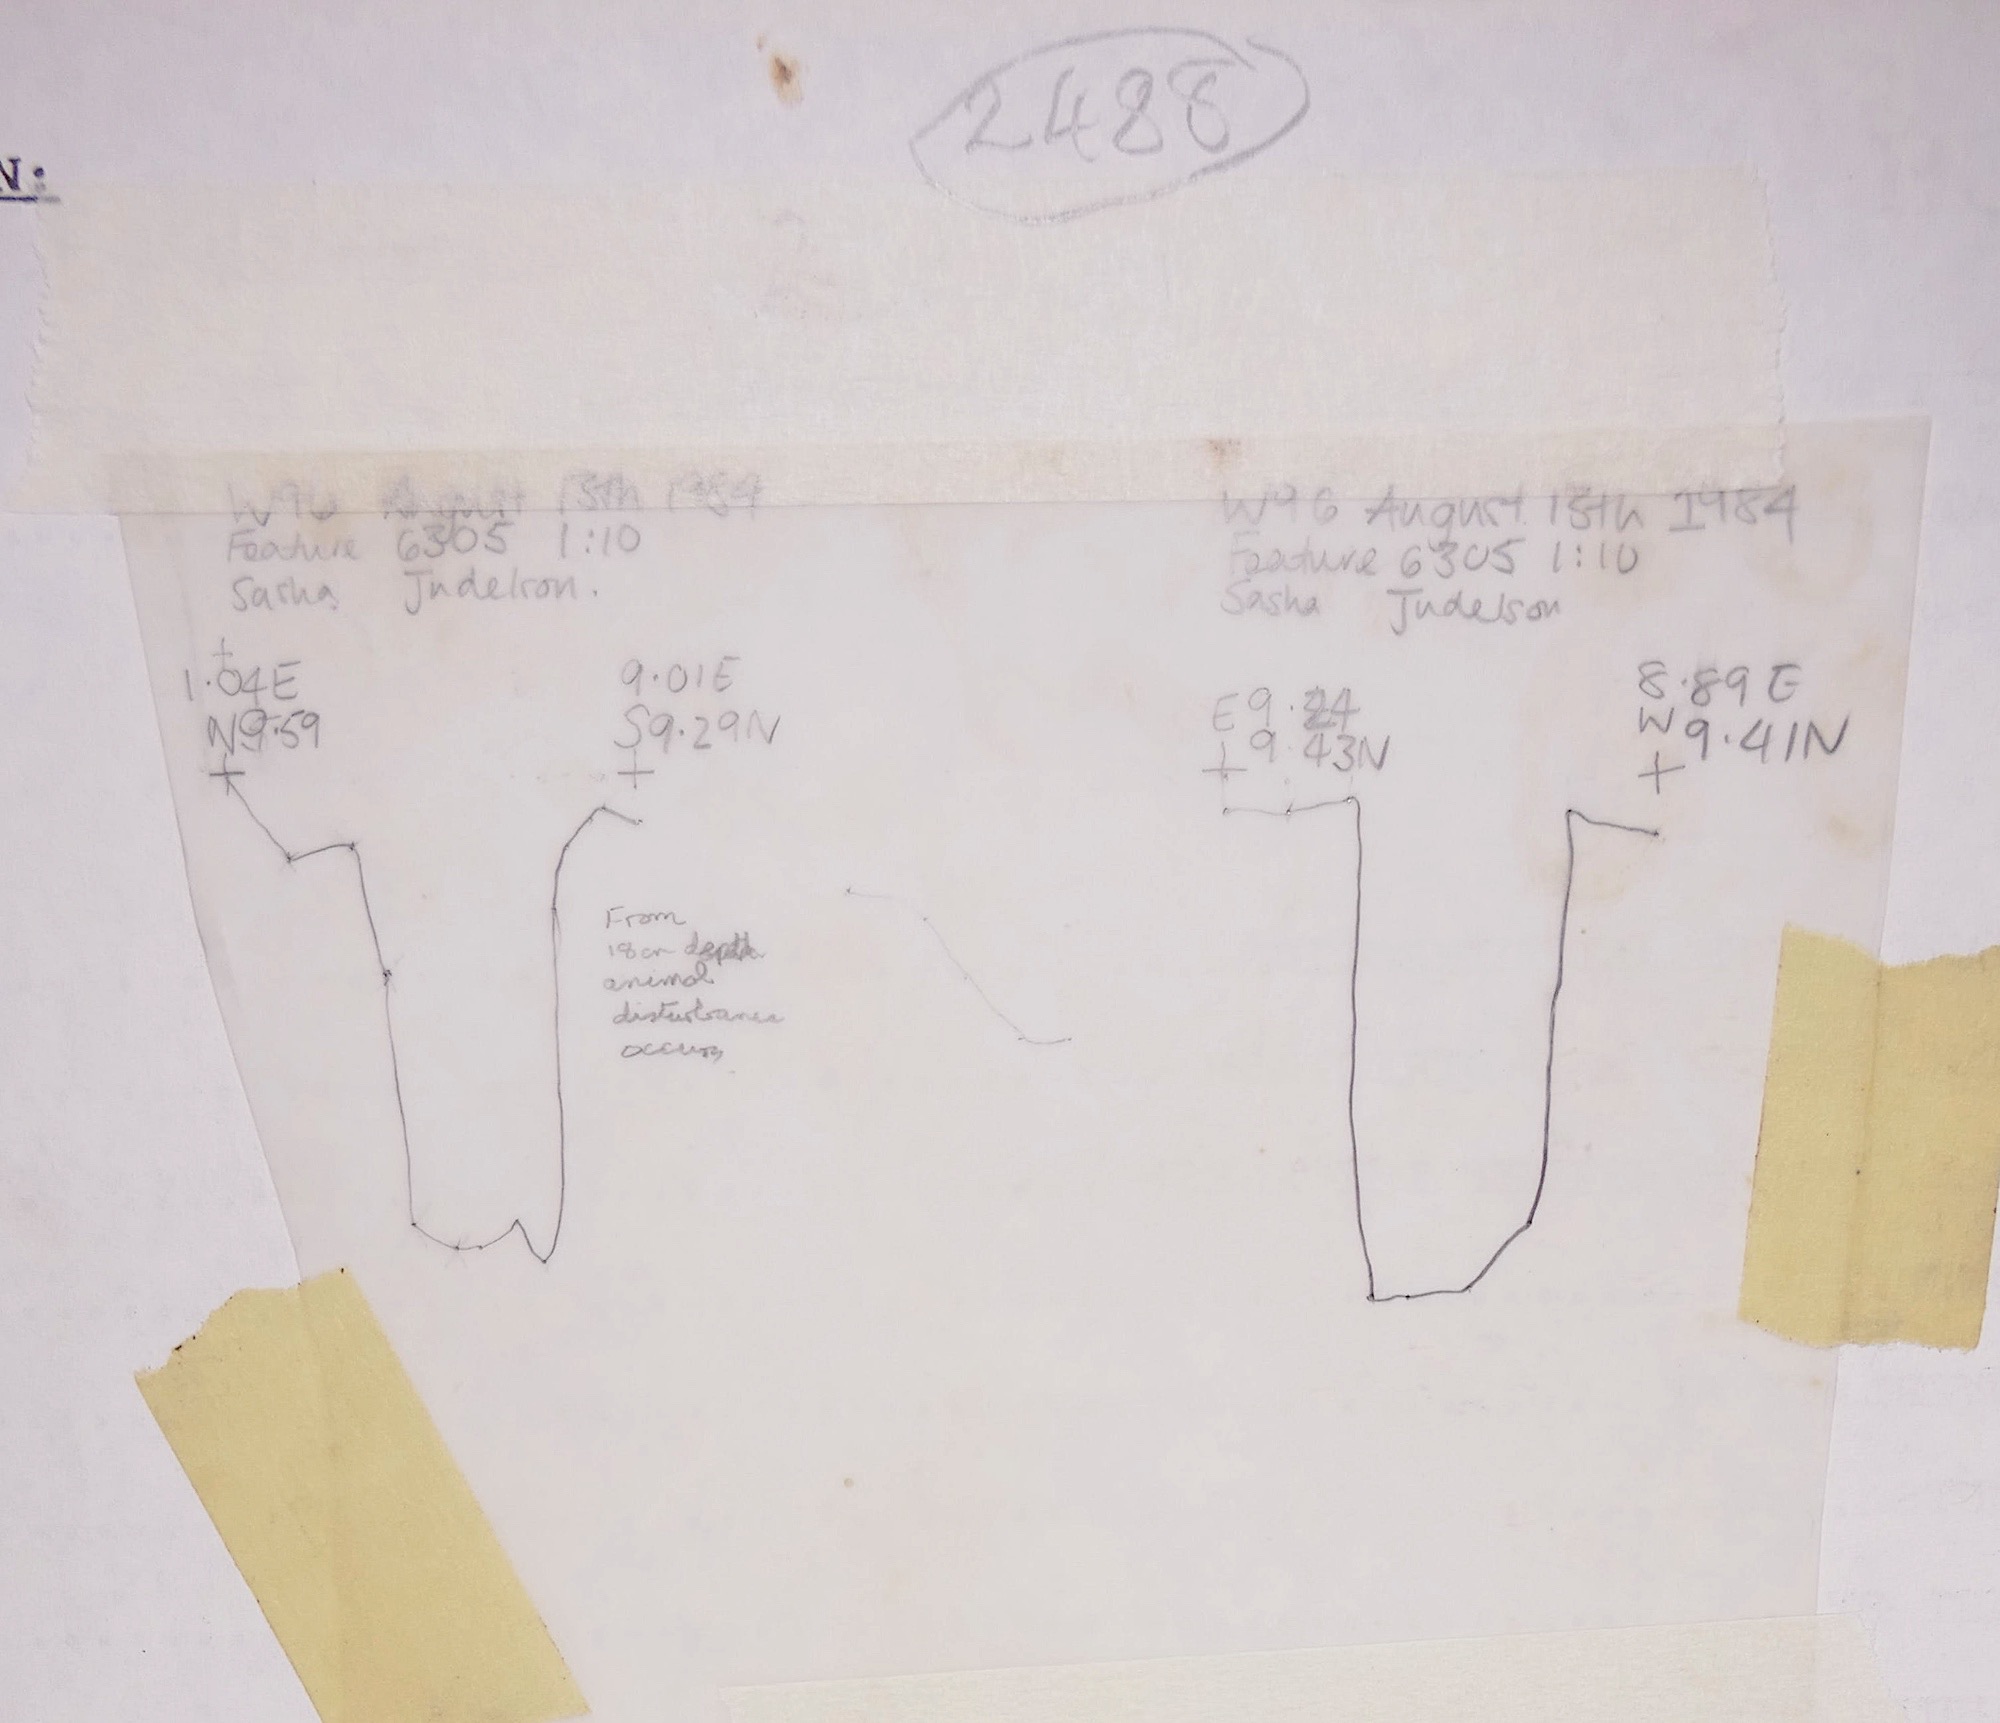 2488
N:
W96 August 13th 1984
Feature 6305 1:10
Sasha Judelson.
1.04E
N9.59
9.01E
S9.29N
From
18cm depth
animal
disturbance
occurs
W96 August 13th 1984
Feature 6305 1:10
Sasha Judelson
E9.24
9.43N
8.89E
W9.41N